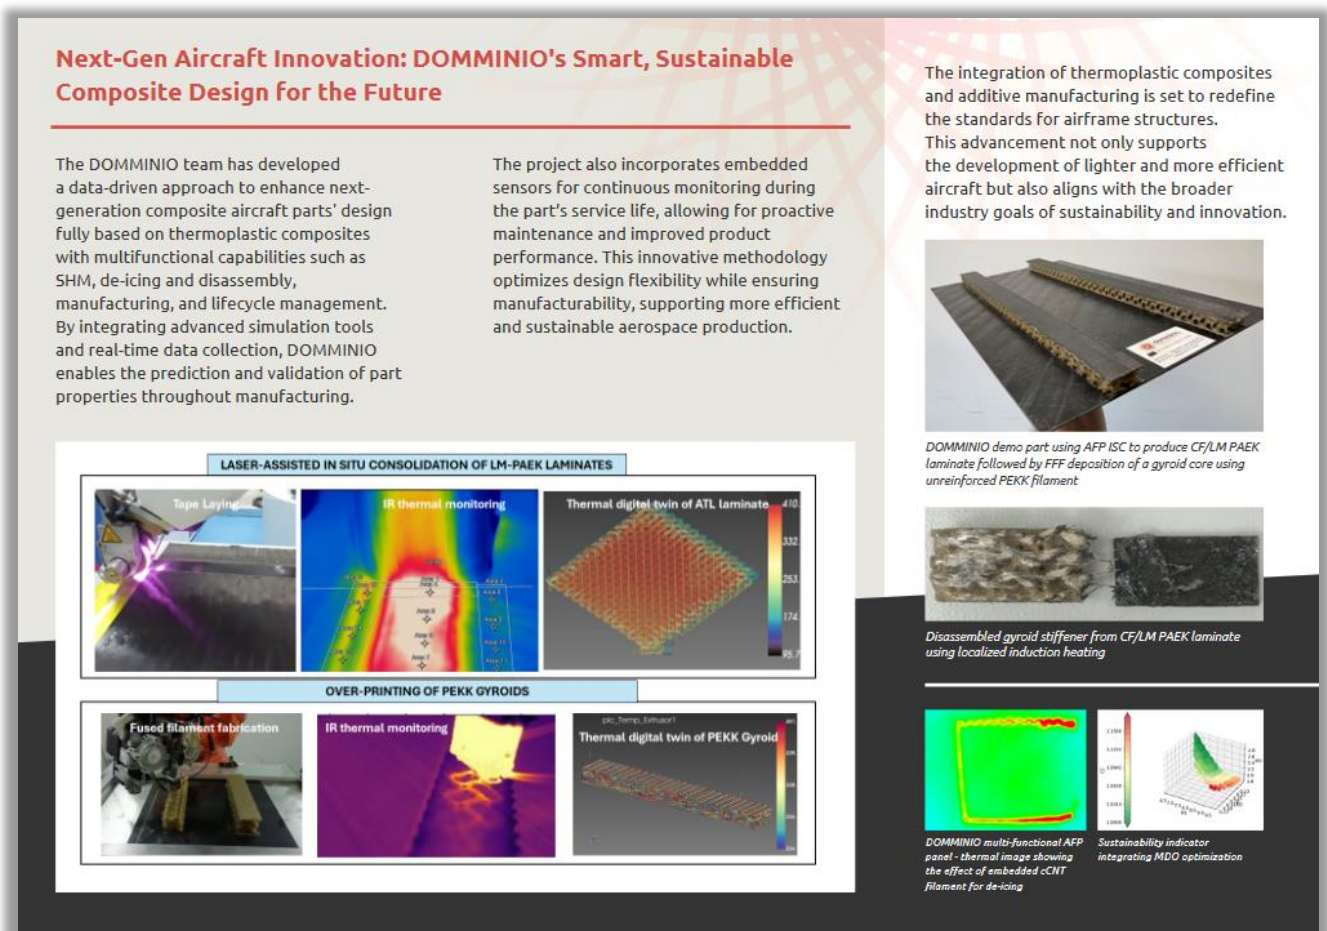 Next-Gen Aircraft Innovation: DOMMINIO's Smart, Sustainable
Composite Design for the Future
The DOMMINIO team has developed
a data-driven approach to enhance next-
generation composite aircraft parts' design
fully based on thermoplastic composites
with multifunctional capabilities such as
SHM, de-icing and disassembly,
manufacturing, and lifecycle management.
By integrating advanced simulation tools
and real-time data collection, DOMMINIO
enables the prediction and validation of part
properties throughout manufacturing.
The project also incorporates embedded
sensors for continuous monitoring during
the part's service life, allowing for proactive
maintenance and improved product
performance. This innovative methodology
optimizes design flexibility while ensuring
manufacturability, supporting more efficient
and sustainable aerospace production.
LASER-ASSISTED IN SITU CONSOLIDATION OF LM-PAEK LAMINATES
Tape Laying
IR thermal monitoring
Thermal digitel twin of ATL laminate
410.
332.
253.
174.
95.7
OVER-PRINTING OF PEKK GYROIDS
Fused filament fabrication
IR thermal monitoring
plc_Temp_Extrusor1
Thermal digital twin of PEKK Gyroid
The integration of thermoplastic composites
and additive manufacturing is set to redefine
the standards for airframe structures.
This advancement not only supports
the development of lighter and more efficient
aircraft but also aligns with the broader
industry goals of sustainability and innovation.
DOMMINIO demo part using AFP ISC to produce CF/LM PAEK
laminate followed by FFF deposition of a gyroid core using
unreinforced PEKK filament
Disassembled gyroid stiffener from CF/LM PAEK laminate
using localized induction heating
DOMMINIO multi-functional AFP
panel - thermal image showing
the effect of embedded cCNT
filament for de-icing
Sustainability indicator
integrating MDO optimization